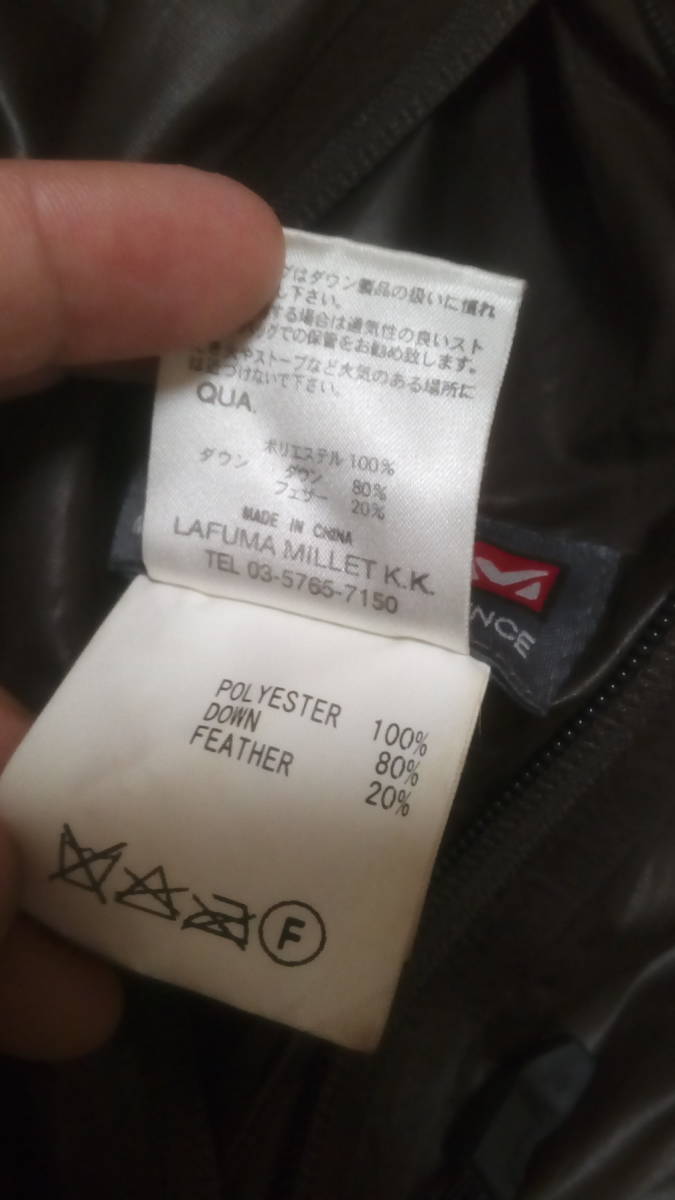 グはダウン製品の扱いに慣れ
し下さい。
する場合は通気性の良いスト
グでの保管をお勧め致します。
やストーブなど火気のある場所に
は近づけないで下さい。
QUA.
ポリエステル 100%
ダウン ダウン 80%
フェザー 20%
MADE IN CHINA
LAFUMA MILLET K.K.
TEL 03-5765-7150
NCE
POLYESTER 100%
DOWN 80%
FEATHER 20%
F